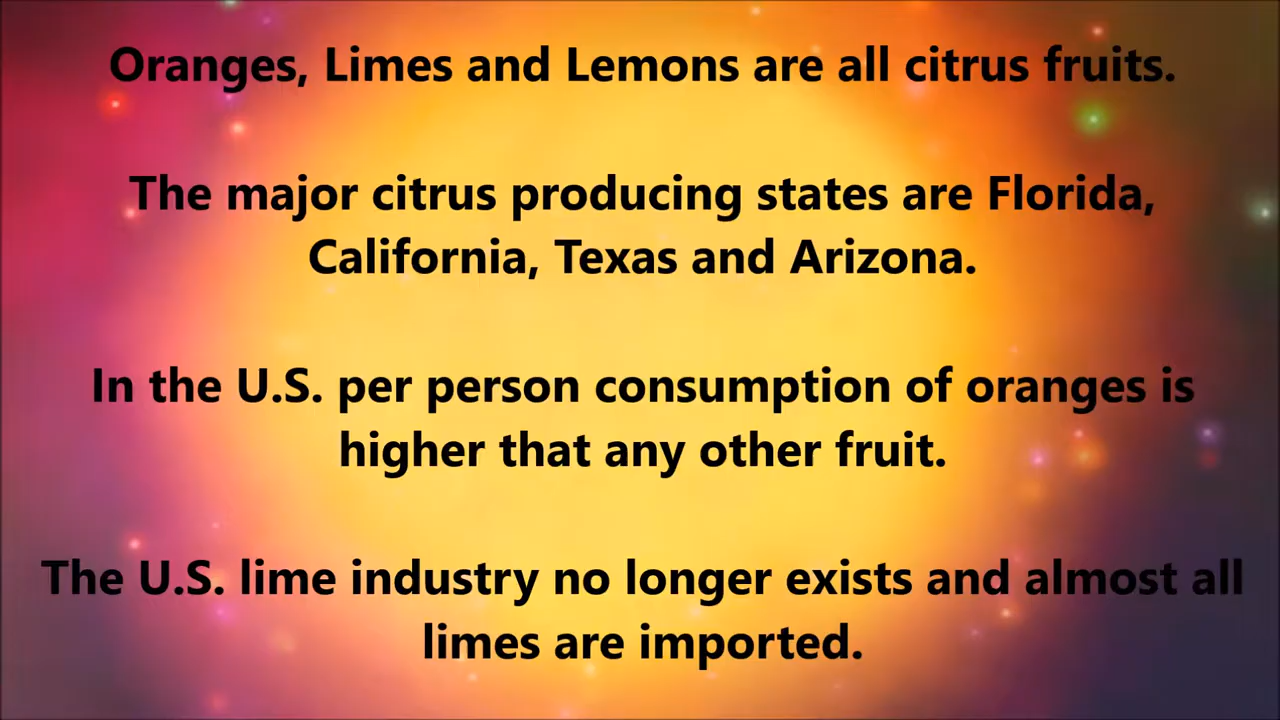 Oranges, Limes and Lemons are all citrus fruits.
The major citrus producing states are Florida,
California, Texas and Arizona.
In the U.S. per person consumption of oranges is
higher that any other fruit.
The U.S. lime industry no longer exists and almost all
limes are imported.